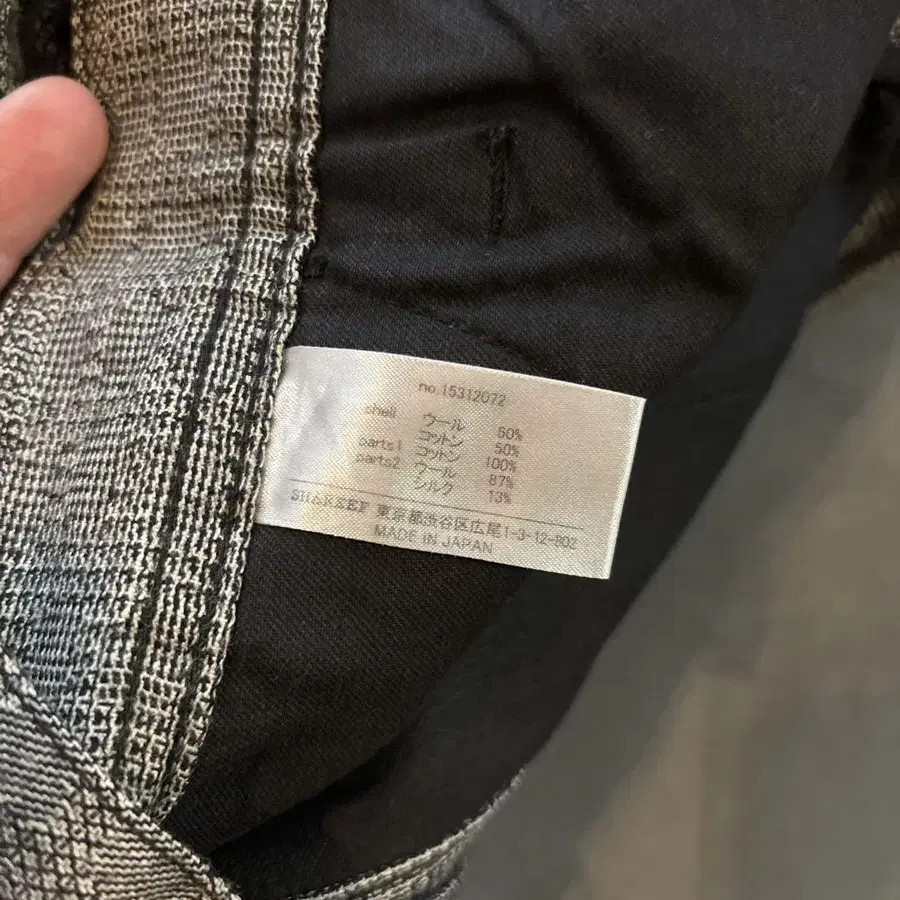 no.15312072
shell ウール 50%
コットン 50%
parts1 コットン 100%
parts2 ウール 87%
シルク 13%
SHAREEF 東京都渋谷区広尾1-3-12-B02
MADE IN JAPAN